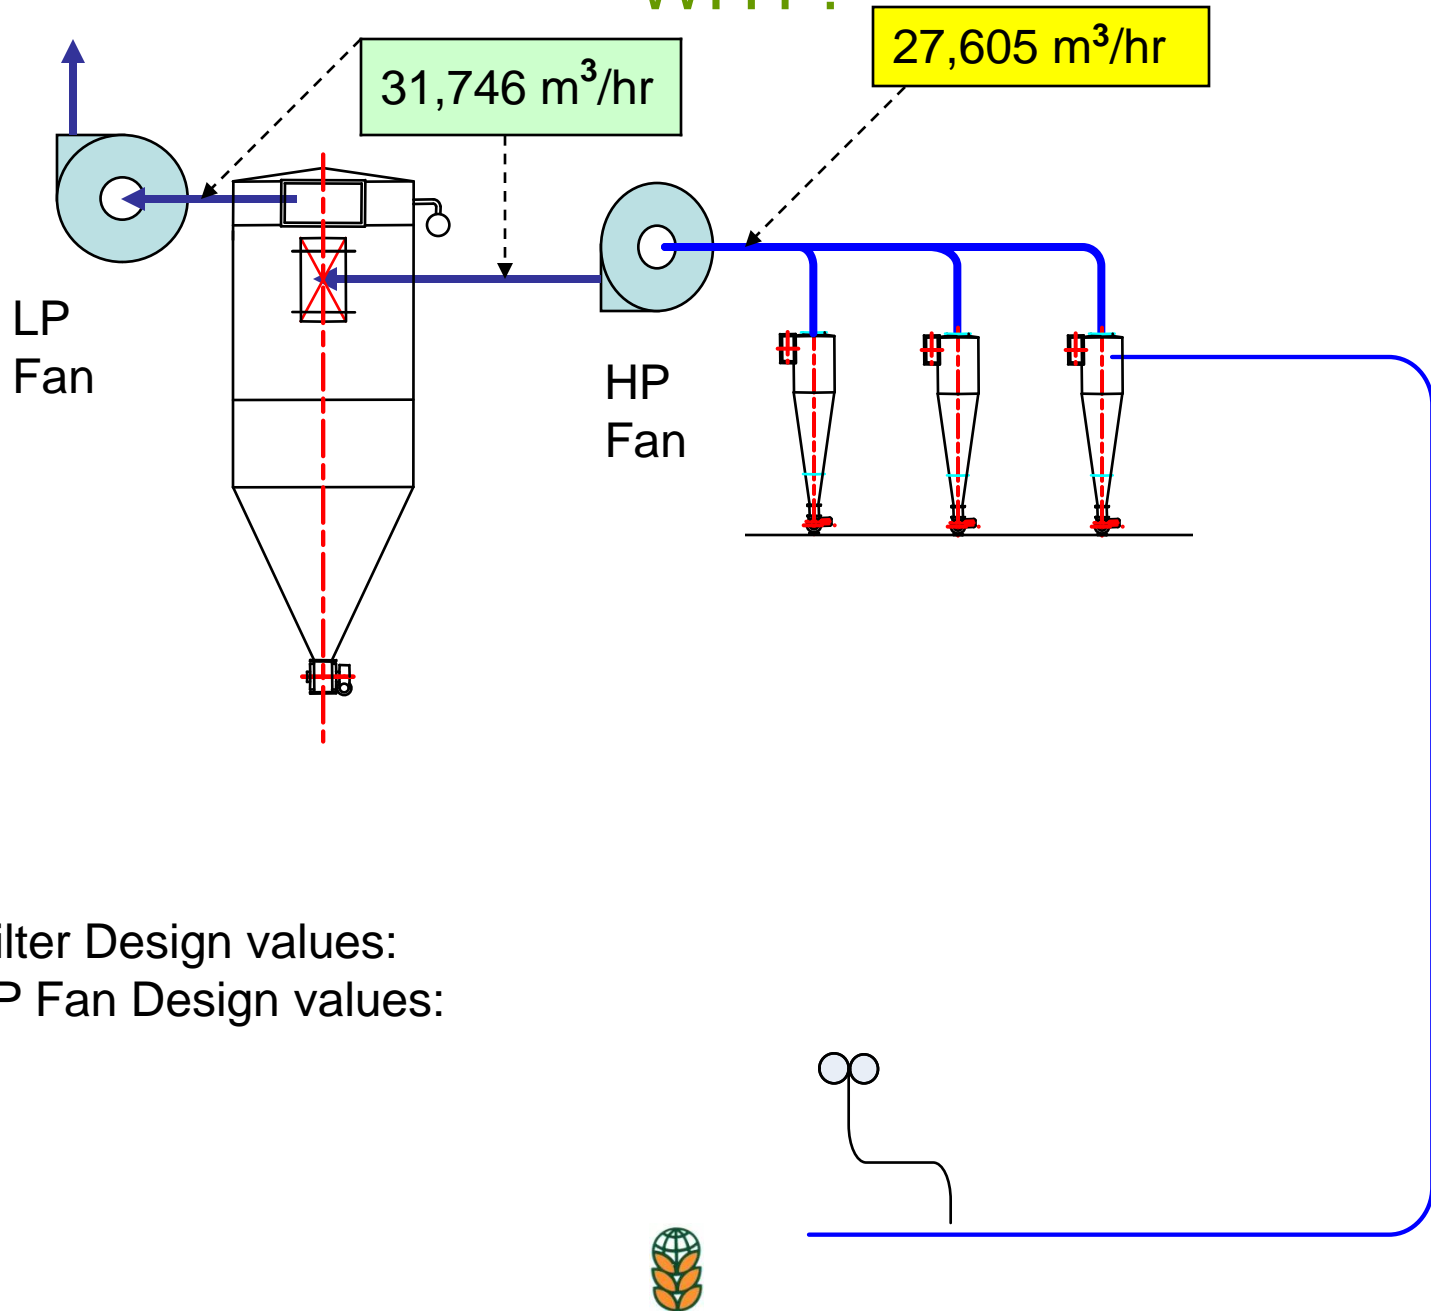 31,746 m³/hr
27,605 m³/hr
LP
Fan
HP
Fan
ilter Design values:
P Fan Design values: